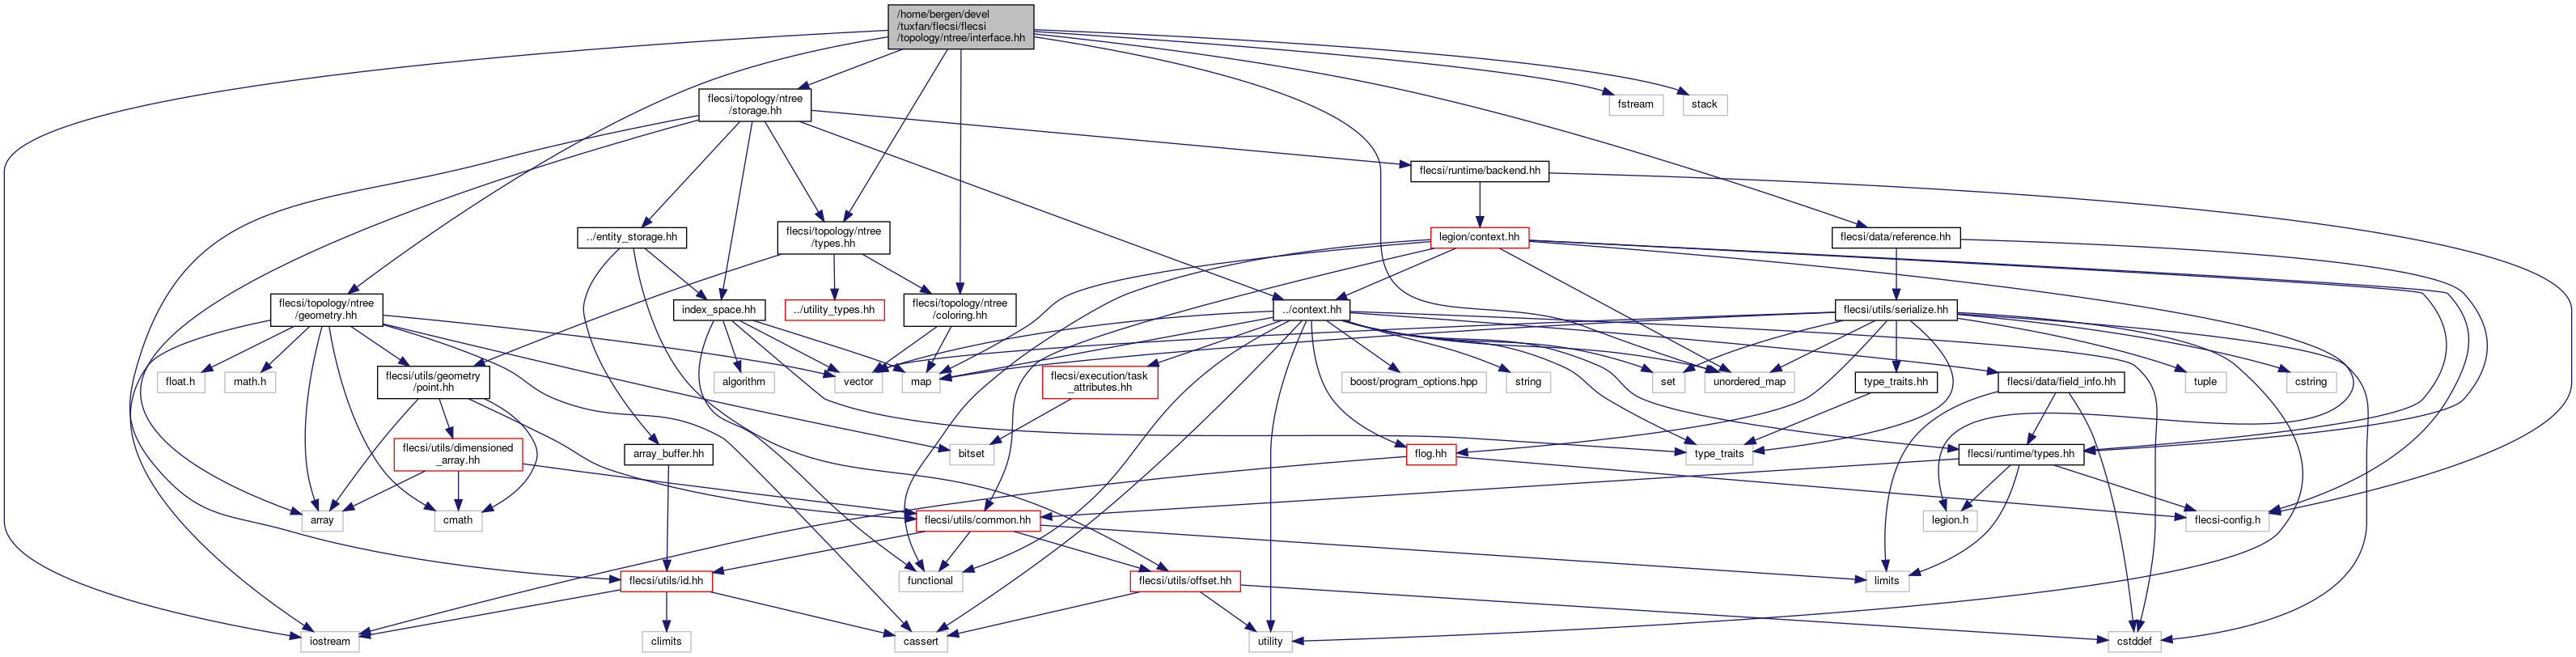 /home/bergen/devel
/tuxfan/flecsi/flecsi
/topology/ntree/interface.hh
flecsi/topology/ntree
/storage.hh
fstream
stack
flecsi/runtime/backend.hh
../entity_storage.hh
flecsi/topology/ntree
/types.hh
legion/context.hh
flecsi/data/reference.hh
flecsi/topology/ntree
/geometry.hh
index_space.hh
../utility_types.hh
flecsi/topology/ntree
/coloring.hh
../context.hh
flecsi/utils/serialize.hh
float.h
math.h
flecsi/utils/geometry
/point.hh
algorithm
vector
map
flecsi/execution/task
_attributes.hh
boost/program_options.hpp
string
set
unordered_map
type_traits.hh
flecsi/data/field_info.hh
tuple
cstring
flecsi/utils/dimensioned
_array.hh
array_buffer.hh
bitset
flog.hh
type_traits
flecsi/runtime/types.hh
array
cmath
flecsi/utils/common.hh
legion.h
flecsi-config.h
flecsi/utils/id.hh
functional
flecsi/utils/offset.hh
limits
iostream
climits
cassert
utility
cstddef